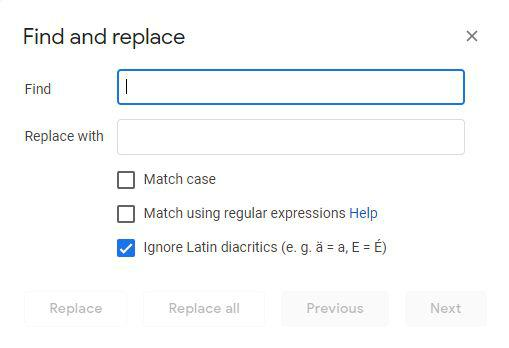 Find and replace
Find
Replace with
Match case
Match using regular expressions Help
Ignore Latin diacritics (e. g. ä = a, E = É)
Replace Replace all Previous Next